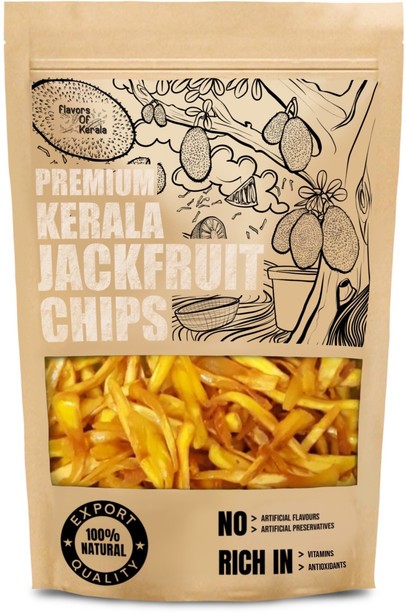 Flavors
Of
Kerala
PREMIUM
KERALA
JACKFRUIT
CHIPS
EXPORT
100%
NATURAL
QUALITY
NO > ARTIFICIAL FLAVOURS
> ARTIFICIAL PRESERVATIVES
RICH IN > VITAMINS
> ANTIOXIDANTS